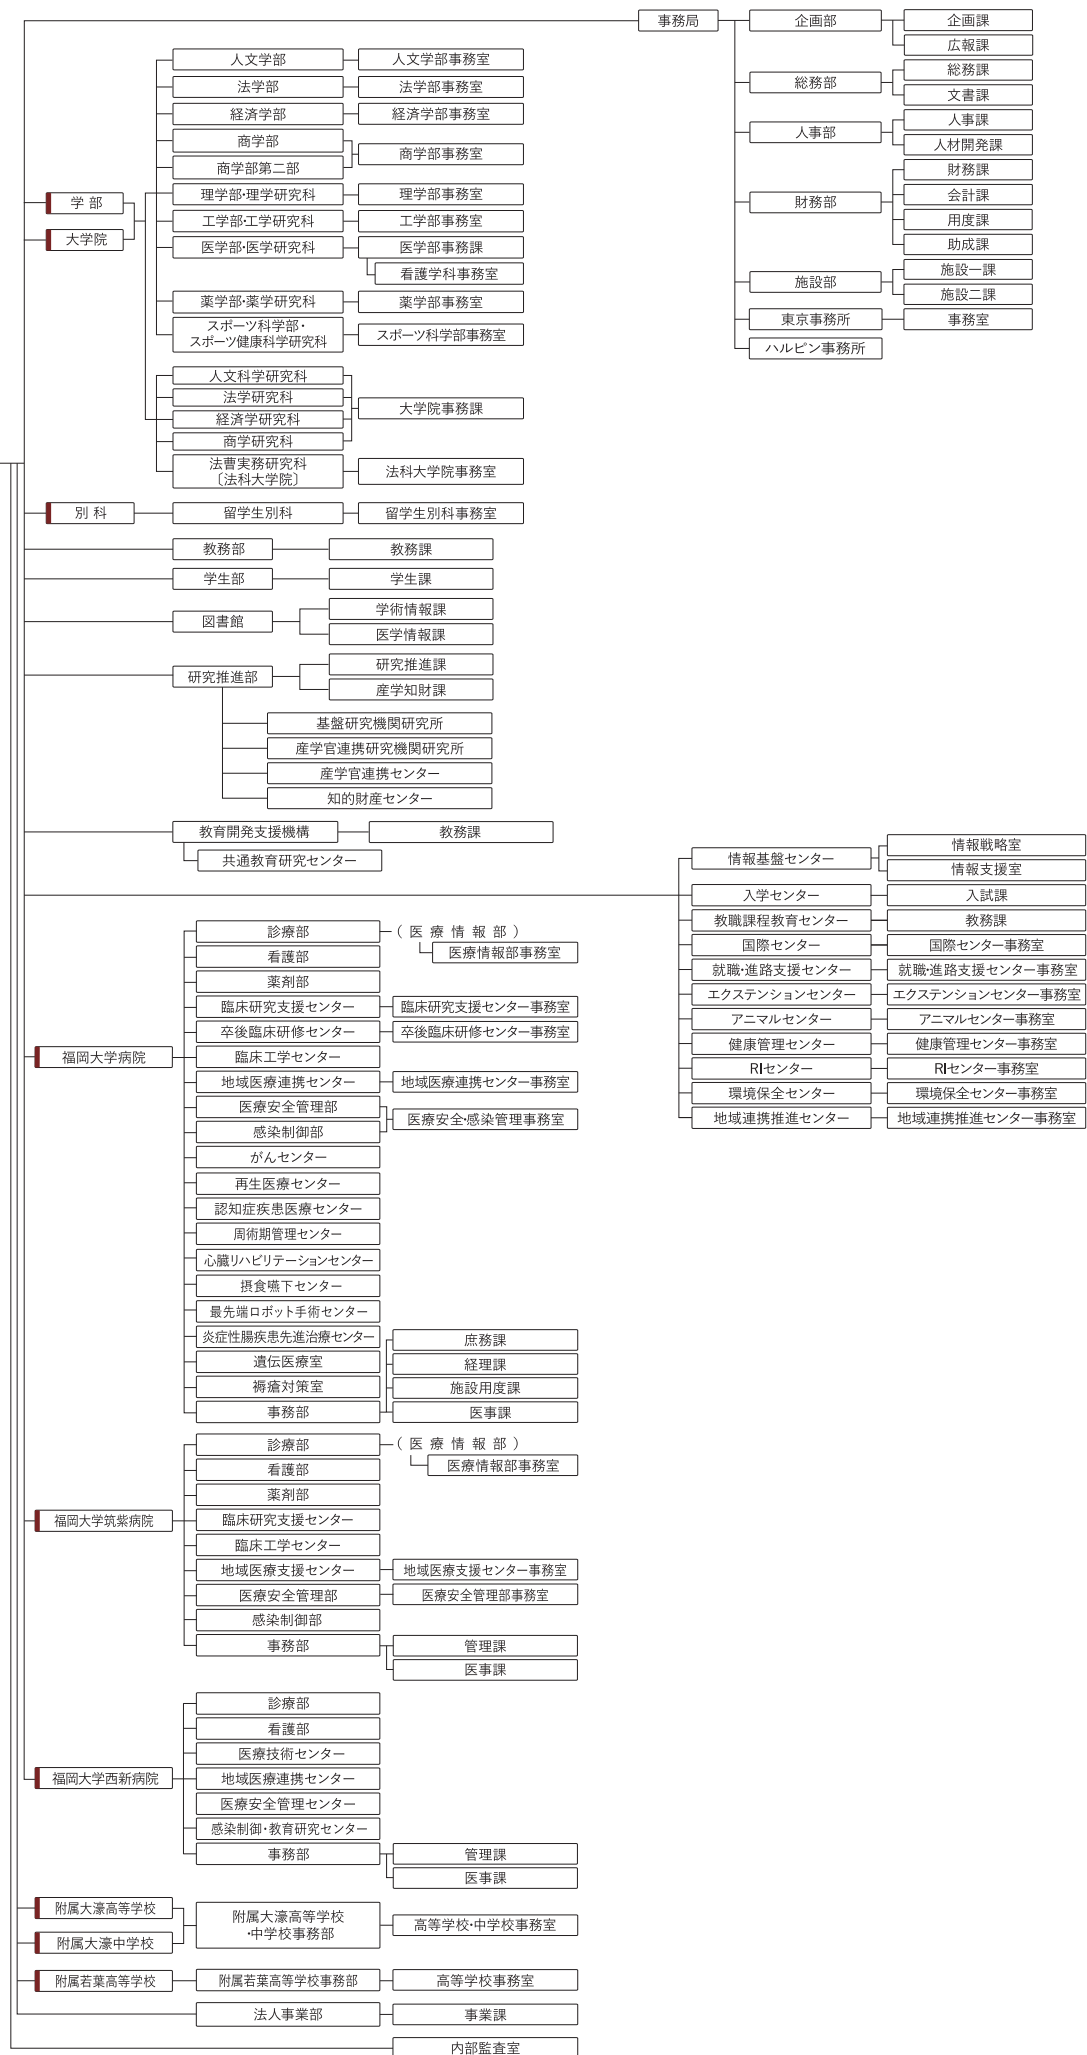 事務局
企画部
企画課
広報課
総務部
総務課
文書課
人事部
人事課
人材開発課
財務部
財務課
会計課
用度課
助成課
施設部
施設一課
施設二課
東京事務所
事務室
ハルピン事務所
学部
大学院
人文学部
人文学部事務室
法学部
法学部事務室
経済学部
経済学部事務室
商学部
商学部第二部
商学部事務室
理学部・理学研究科
理学部事務室
工学部・工学研究科
工学部事務室
医学部・医学研究科
医学部事務課
看護学科事務室
薬学部・薬学研究科
薬学部事務室
スポーツ科学部・
スポーツ健康科学研究科
スポーツ科学部事務室
人文科学研究科
法学研究科
経済学研究科
商学研究科
大学院事務課
法曹実務研究科
〔法科大学院〕
法科大学院事務室
別科
留学生別科
留学生別科事務室
教務部
教務課
学生部
学生課
図書館
学術情報課
医学情報課
研究推進部
研究推進課
産学知財課
基盤研究機関研究所
産学官連携研究機関研究所
産学官連携センター
知的財産センター
教育開発支援機構
教務課
共通教育研究センター
情報基盤センター
情報戦略室
情報支援室
入学センター
入試課
教職課程教育センター
教務課
国際センター
国際センター事務室
就職・進路支援センター
就職・進路支援センター事務室
エクステンションセンター
エクステンションセンター事務室
アニマルセンター
アニマルセンター事務室
健康管理センター
健康管理センター事務室
RIセンター
RIセンター事務室
環境保全センター
環境保全センター事務室
地域連携推進センター
地域連携推進センター事務室
福岡大学病院
診療部
（医療情報部）
医療情報部事務室
看護部
薬剤部
臨床研究支援センター
臨床研究支援センター事務室
卒後臨床研修センター
卒後臨床研修センター事務室
臨床工学センター
地域医療連携センター
地域医療連携センター事務室
医療安全管理部
感染制御部
医療安全・感染管理事務室
がんセンター
再生医療センター
認知症疾患医療センター
周術期管理センター
心臓リハビリテーションセンター
摂食嚥下センター
最先端ロボット手術センター
炎症性腸疾患先進治療センター
遺伝医療室
褥瘡対策室
事務部
庶務課
経理課
施設用度課
医事課
福岡大学筑紫病院
診療部
（医療情報部）
医療情報部事務室
看護部
薬剤部
臨床研究支援センター
臨床工学センター
地域医療支援センター
地域医療支援センター事務室
医療安全管理部
医療安全管理部事務室
感染制御部
事務部
管理課
医事課
福岡大学西新病院
診療部
看護部
医療技術センター
地域医療連携センター
医療安全管理センター
感染制御・教育研究センター
事務部
管理課
医事課
附属大濠高等学校
附属大濠中学校
附属大濠高等学校
・中学校事務部
高等学校・中学校事務室
附属若葉高等学校
附属若葉高等学校事務部
高等学校事務室
法人事業部
事業課
内部監査室